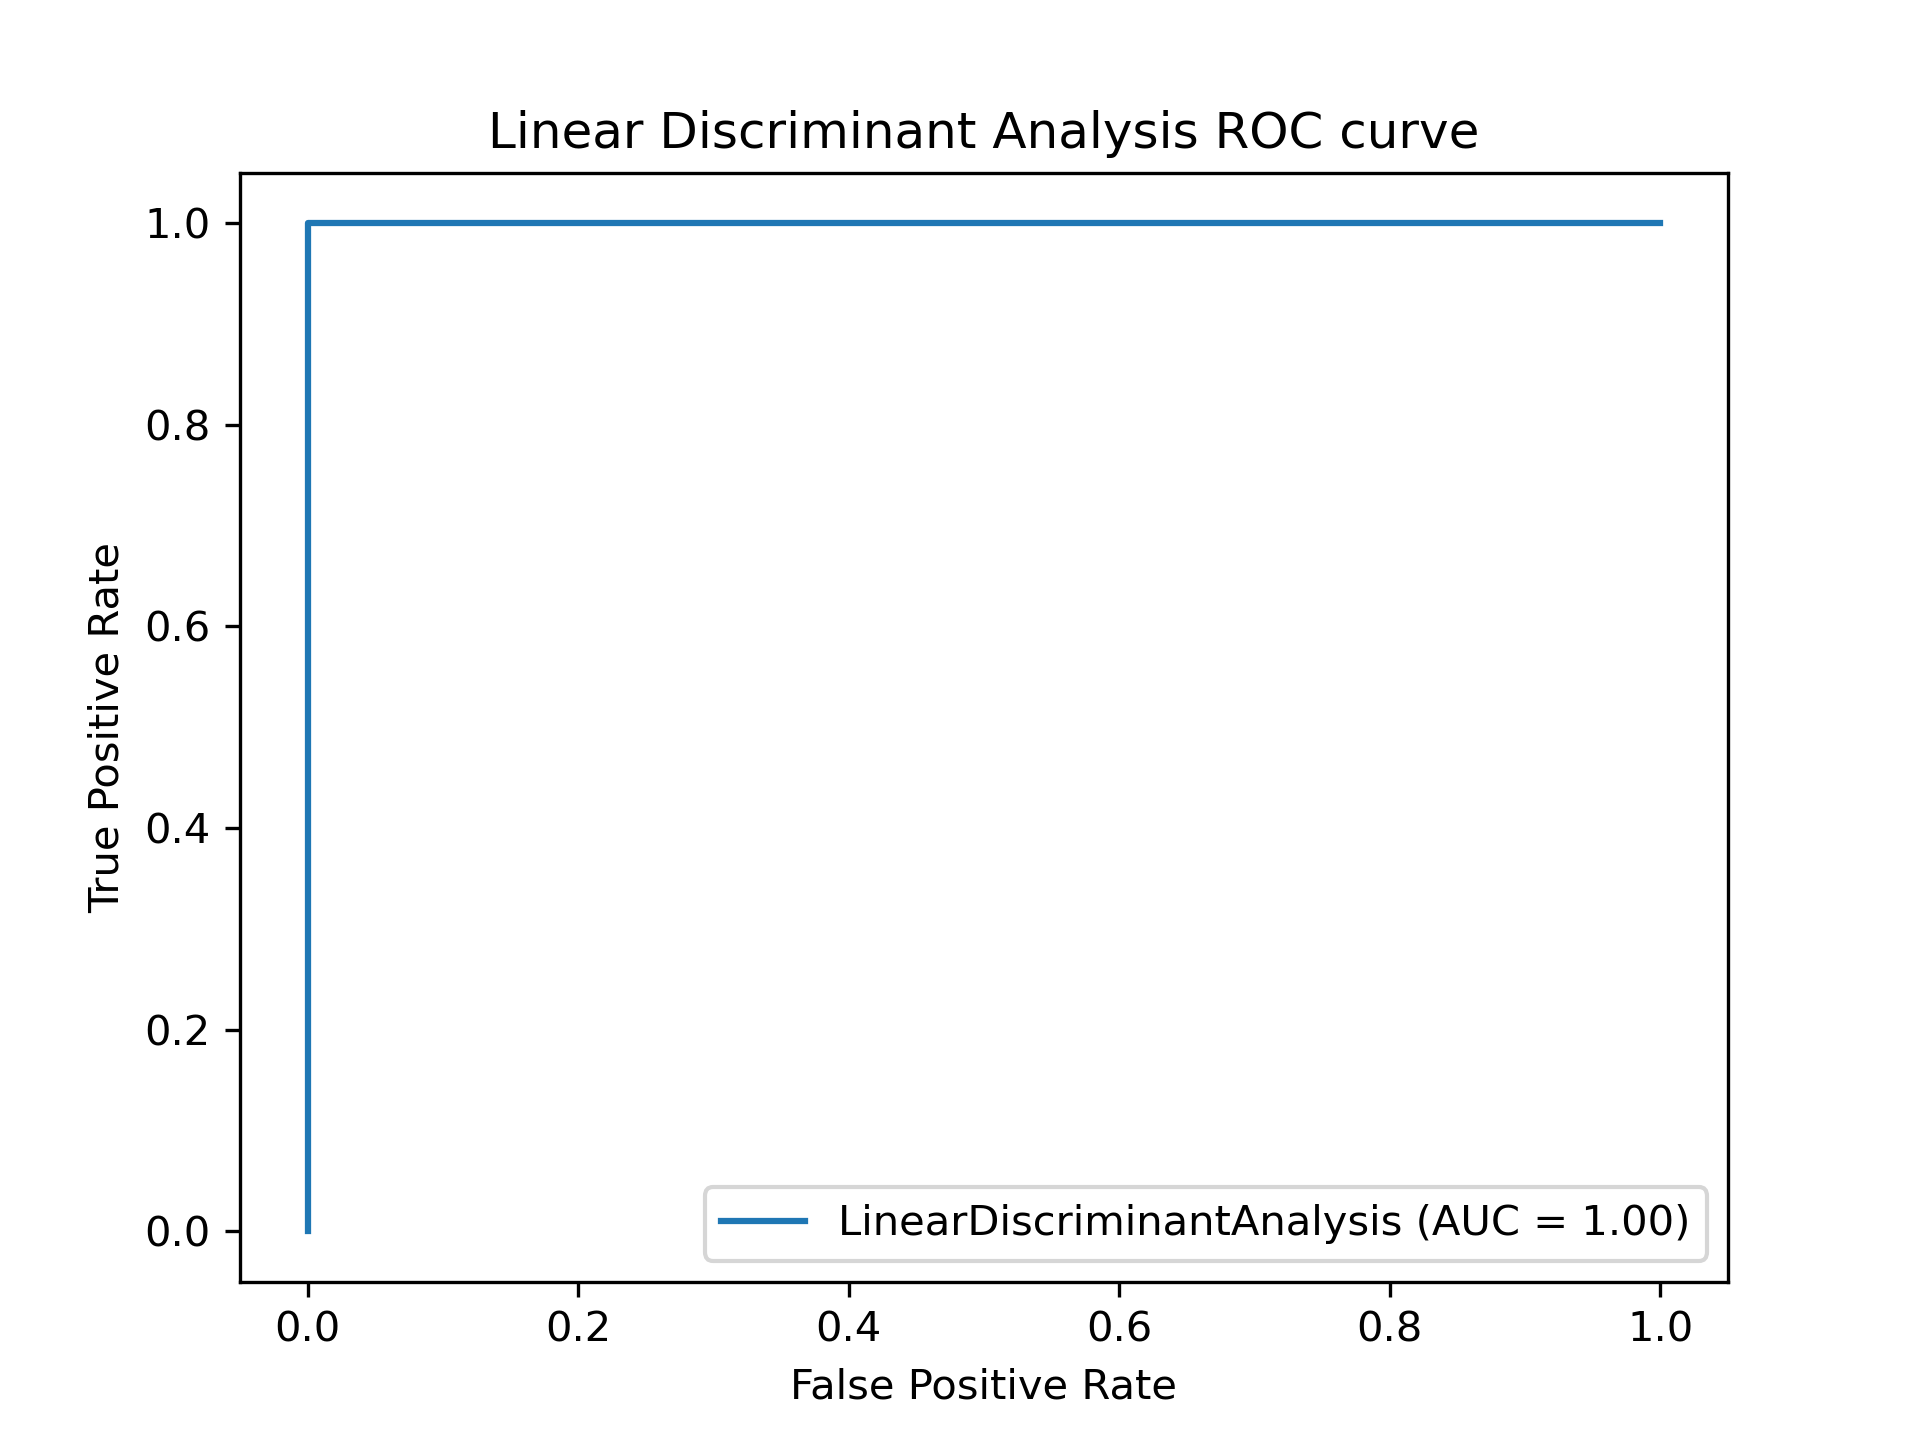 Linear Discriminant Analysis ROC curve
1.0
0.8
0.6
0.4
0.2
0.0
True Positive Rate
LinearDiscriminantAnalysis (AUC = 1.00)
0.0 0.2 0.4 0.6 0.8 1.0
False Positive Rate